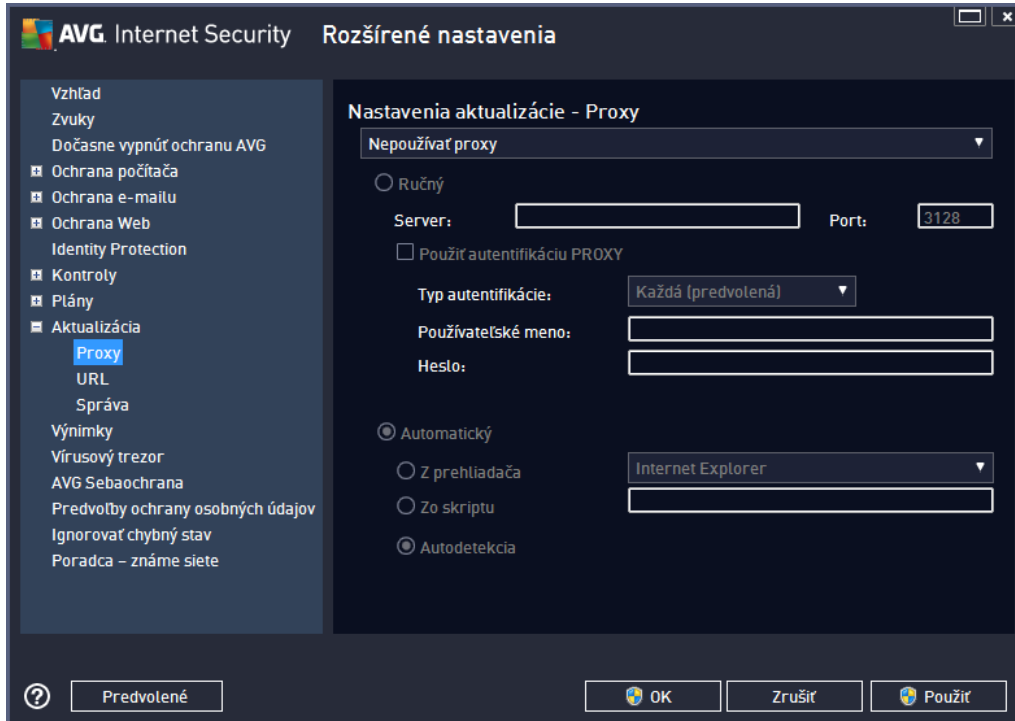 AVG. Internet Security Rozšírené nastavenia
Vzhľad
Zvuky
Dočasne vypnúť ochranu AVG
Ochrana počítača
Ochrana e-mailu
Ochrana Web
Identity Protection
Kontroly
Plány
Aktualizácia
Proxy
URL
Správa
Výnimky
Vírusový trezor
AVG Sebaochrana
Predvoľby ochrany osobných údajov
Ignorovať chybný stav
Poradca – známe siete
Nastavenia aktualizácie - Proxy
Nepoužívať proxy
Ručný
Server: Port: 3128
Použiť autentifikáciu PROXY
Typ autentifikácie: Každá (predvolená)
Používateľské meno:
Heslo:
Automatický
Z prehliadača Internet Explorer
Zo skriptu
Autodetekcia
? Predvolené OK Zrušiť Použiť